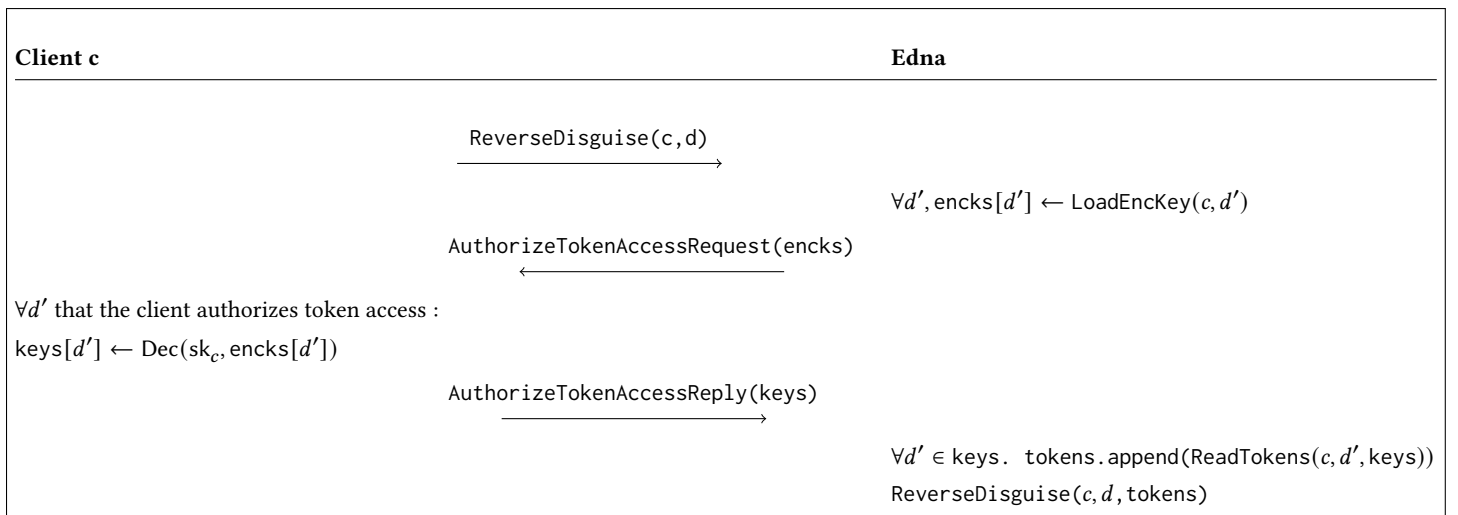 Client c
Edna
ReverseDisguise(c,d)
∀d′, encks[d′] ← LoadEncKey(c, d′)
AuthorizeTokenAccessRequest(encks)
∀d′ that the client authorizes token access :
keys[d′] ← Dec(sk_c, encks[d′])
AuthorizeTokenAccessReply(keys)
∀d′ ∈ keys. tokens.append(ReadTokens(c, d′, keys))
ReverseDisguise(c, d, tokens)